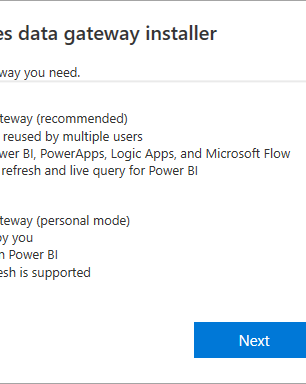 es data gateway installer
way you need.
teway (recommended)
reused by multiple users
wer BI, PowerApps, Logic Apps, and Microsoft Flow
refresh and live query for Power BI
teway (personal mode)
by you
n Power BI
esh is supported
Next